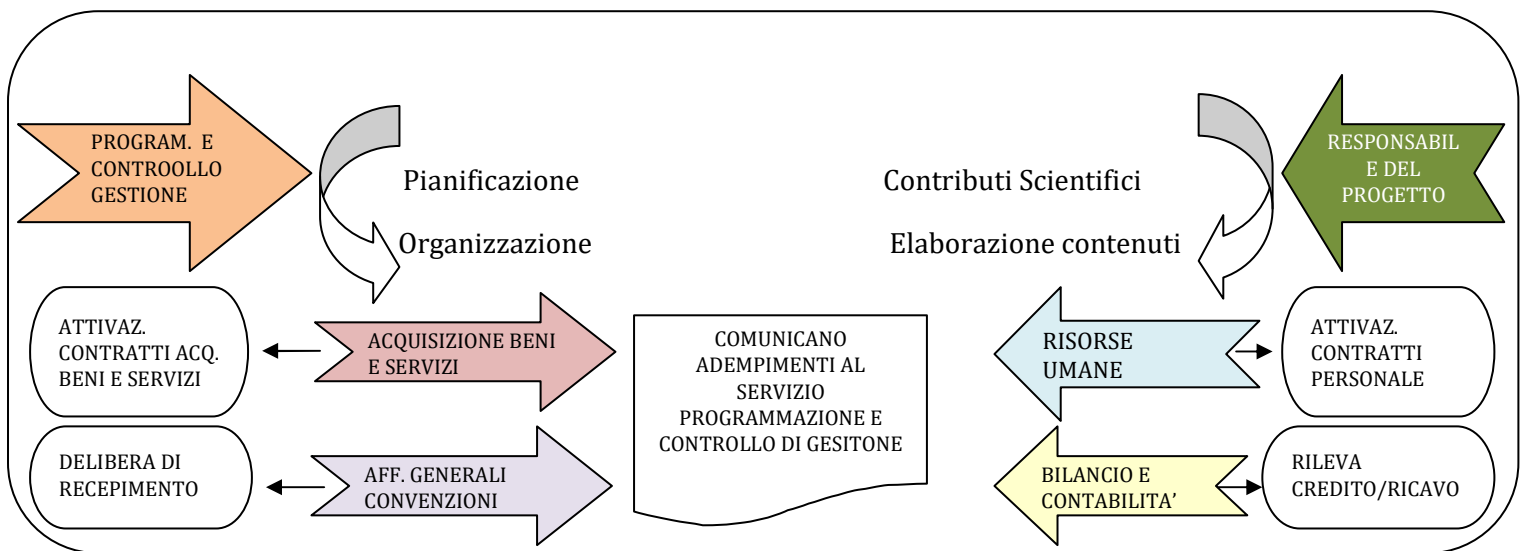 PROGRAM. E
CONTROOLLO
GESTIONE
Pianificazione
Organizzazione
Contributi Scientifici
Elaborazione contenuti
RESPONSABIL
E DEL
PROGETTO
ATTIVAZ.
CONTRATTI ACQ.
BENI E SERVIZI
ACQUISIZIONE BENI
E SERVIZI
COMUNICANO
ADEMPIMENTI AL
SERVIZIO
PROGRAMMAZIONE E
CONTROLLO DI GESITONE
RISORSE
UMANE
ATTIVAZ.
CONTRATTI
PERSONALE
DELIBERA DI
RECEPIMENTO
AFF. GENERALI
CONVENZIONI
BILANCIO E
CONTABILITA’
RILEVA
CREDITO/RICAVO